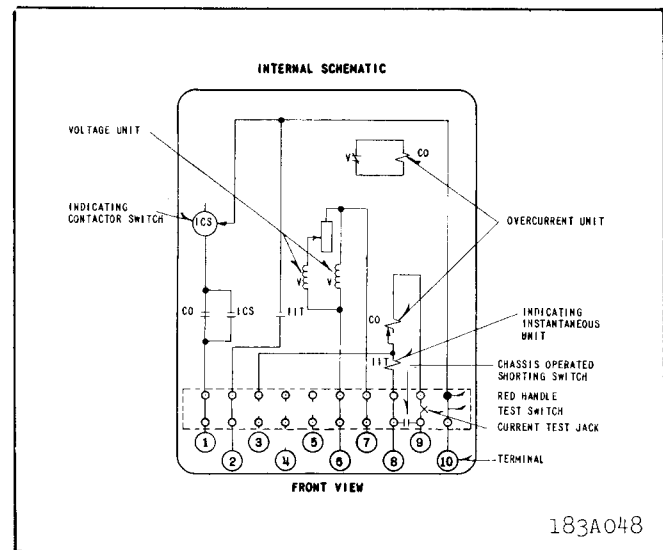 INTERNAL SCHEMATIC
VOLTAGE UNIT
V
CO
INDICATING
CONTACTOR SWITCH
ICS
OVERCURRENT UNIT
V
V
CO
ICS
IIT
CO
INDICATING
INSTANTANEOUS
UNIT
IIT
CHASSIS OPERATED
SHORTING SWITCH
RED HANDLE
TEST SWITCH
CURRENT TEST JACK
1
2
3
4
5
6
7
8
9
10
TERMINAL
FRONT VIEW
183A048